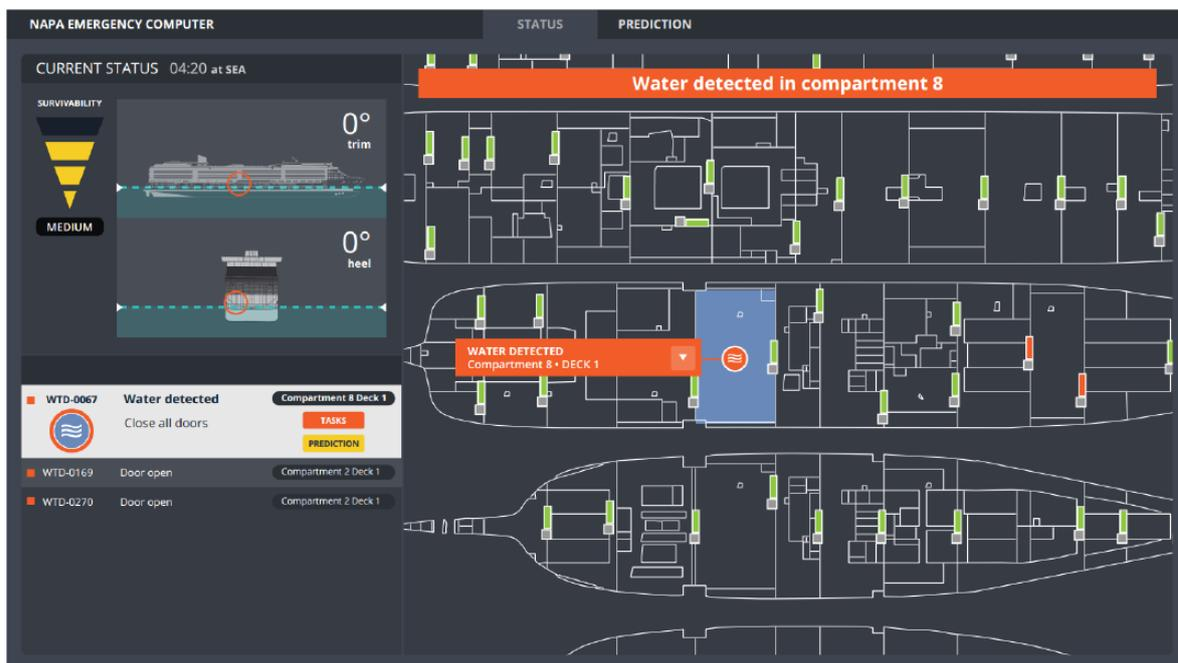 NAPA EMERGENCY COMPUTER
STATUS
PREDICTION
CURRENT STATUS 04:20 at SEA
SURVIVABILITY
MEDIUM
0°
trim
0°
heel
Water detected in compartment 8
WATER DETECTED
Compartment 8 • DECK 1
WTD-0067 Water detected Compartment 8 Deck 1
Close all doors TASKS
PREDICTION
WTD-0169 Door open Compartment 2 Deck 1
WTD-0270 Door open Compartment 2 Deck 1